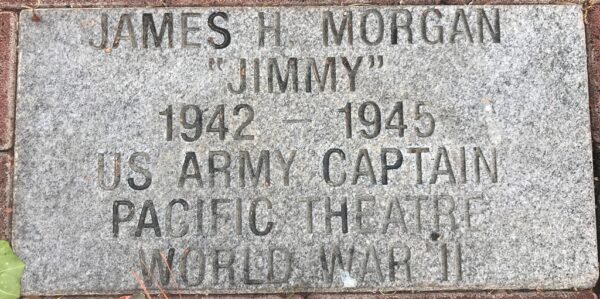 JAMES H. MORGAN
"JIMMY"
1942 - 1945
US ARMY CAPTAIN
PACIFIC THEATRE
WORLD WAR II